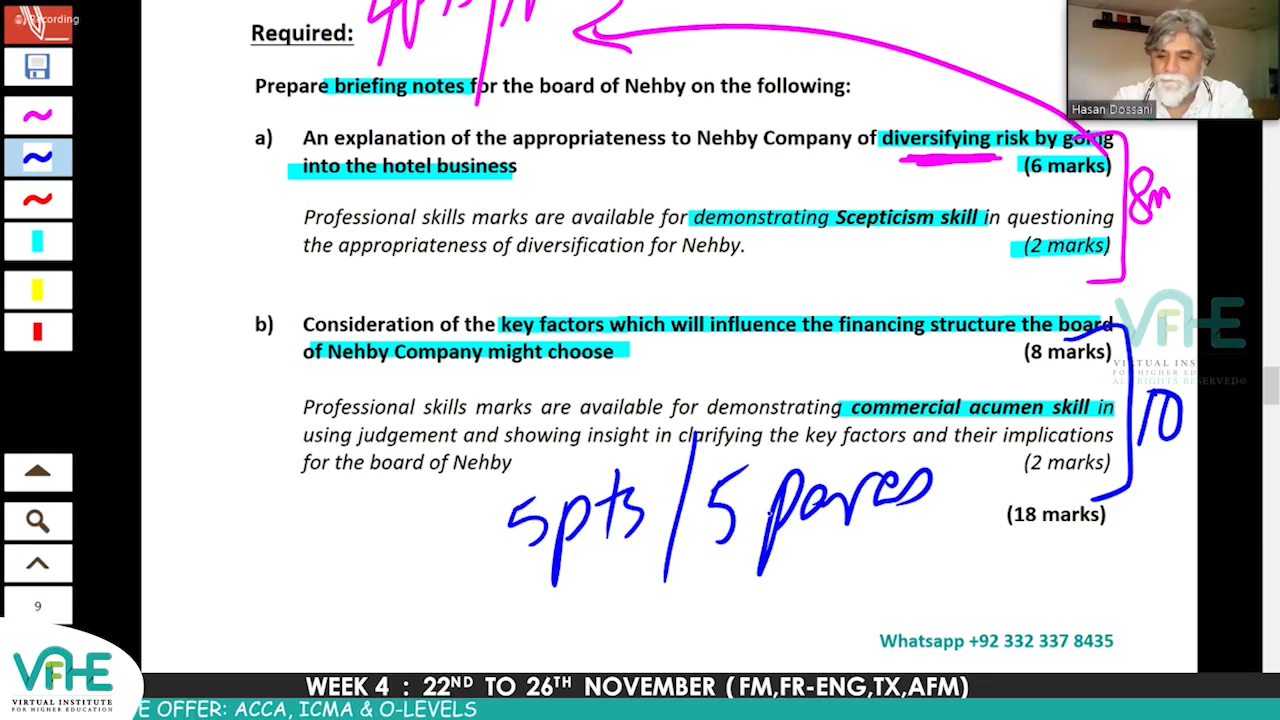 Recording
Required:
Prepare briefing notes for the board of Nehby on the following:
Hasan Dossani
a) An explanation of the appropriateness to Nehby Company of diversifying risk by going
into the hotel business (6 marks)
8m
Professional skills marks are available for demonstrating Scepticism skill in questioning
the appropriateness of diversification for Nehby. (2 marks)
b) Consideration of the key factors which will influence the financing structure the board
of Nehby Company might choose (8 marks)
VFHE
VIRTUAL INS
FOR HIGHER ED
ALL RIGHTS RESERVED©
Professional skills marks are available for demonstrating commercial acumen skill in
using judgement and showing insight in clarifying the key factors and their implications
for the board of Nehby (2 marks)
10
5pts / 5 paras
(18 marks)
9
Whatsapp +92 332 337 8435
VFHE
VIRTUAL INSTITUTE
FOR HIGHER EDUCATION
WEEK 4 : 22ND TO 26TH NOVEMBER (FM,FR-ENG,TX,AFM)
E OFFER: ACCA, ICMA & O-LEVELS